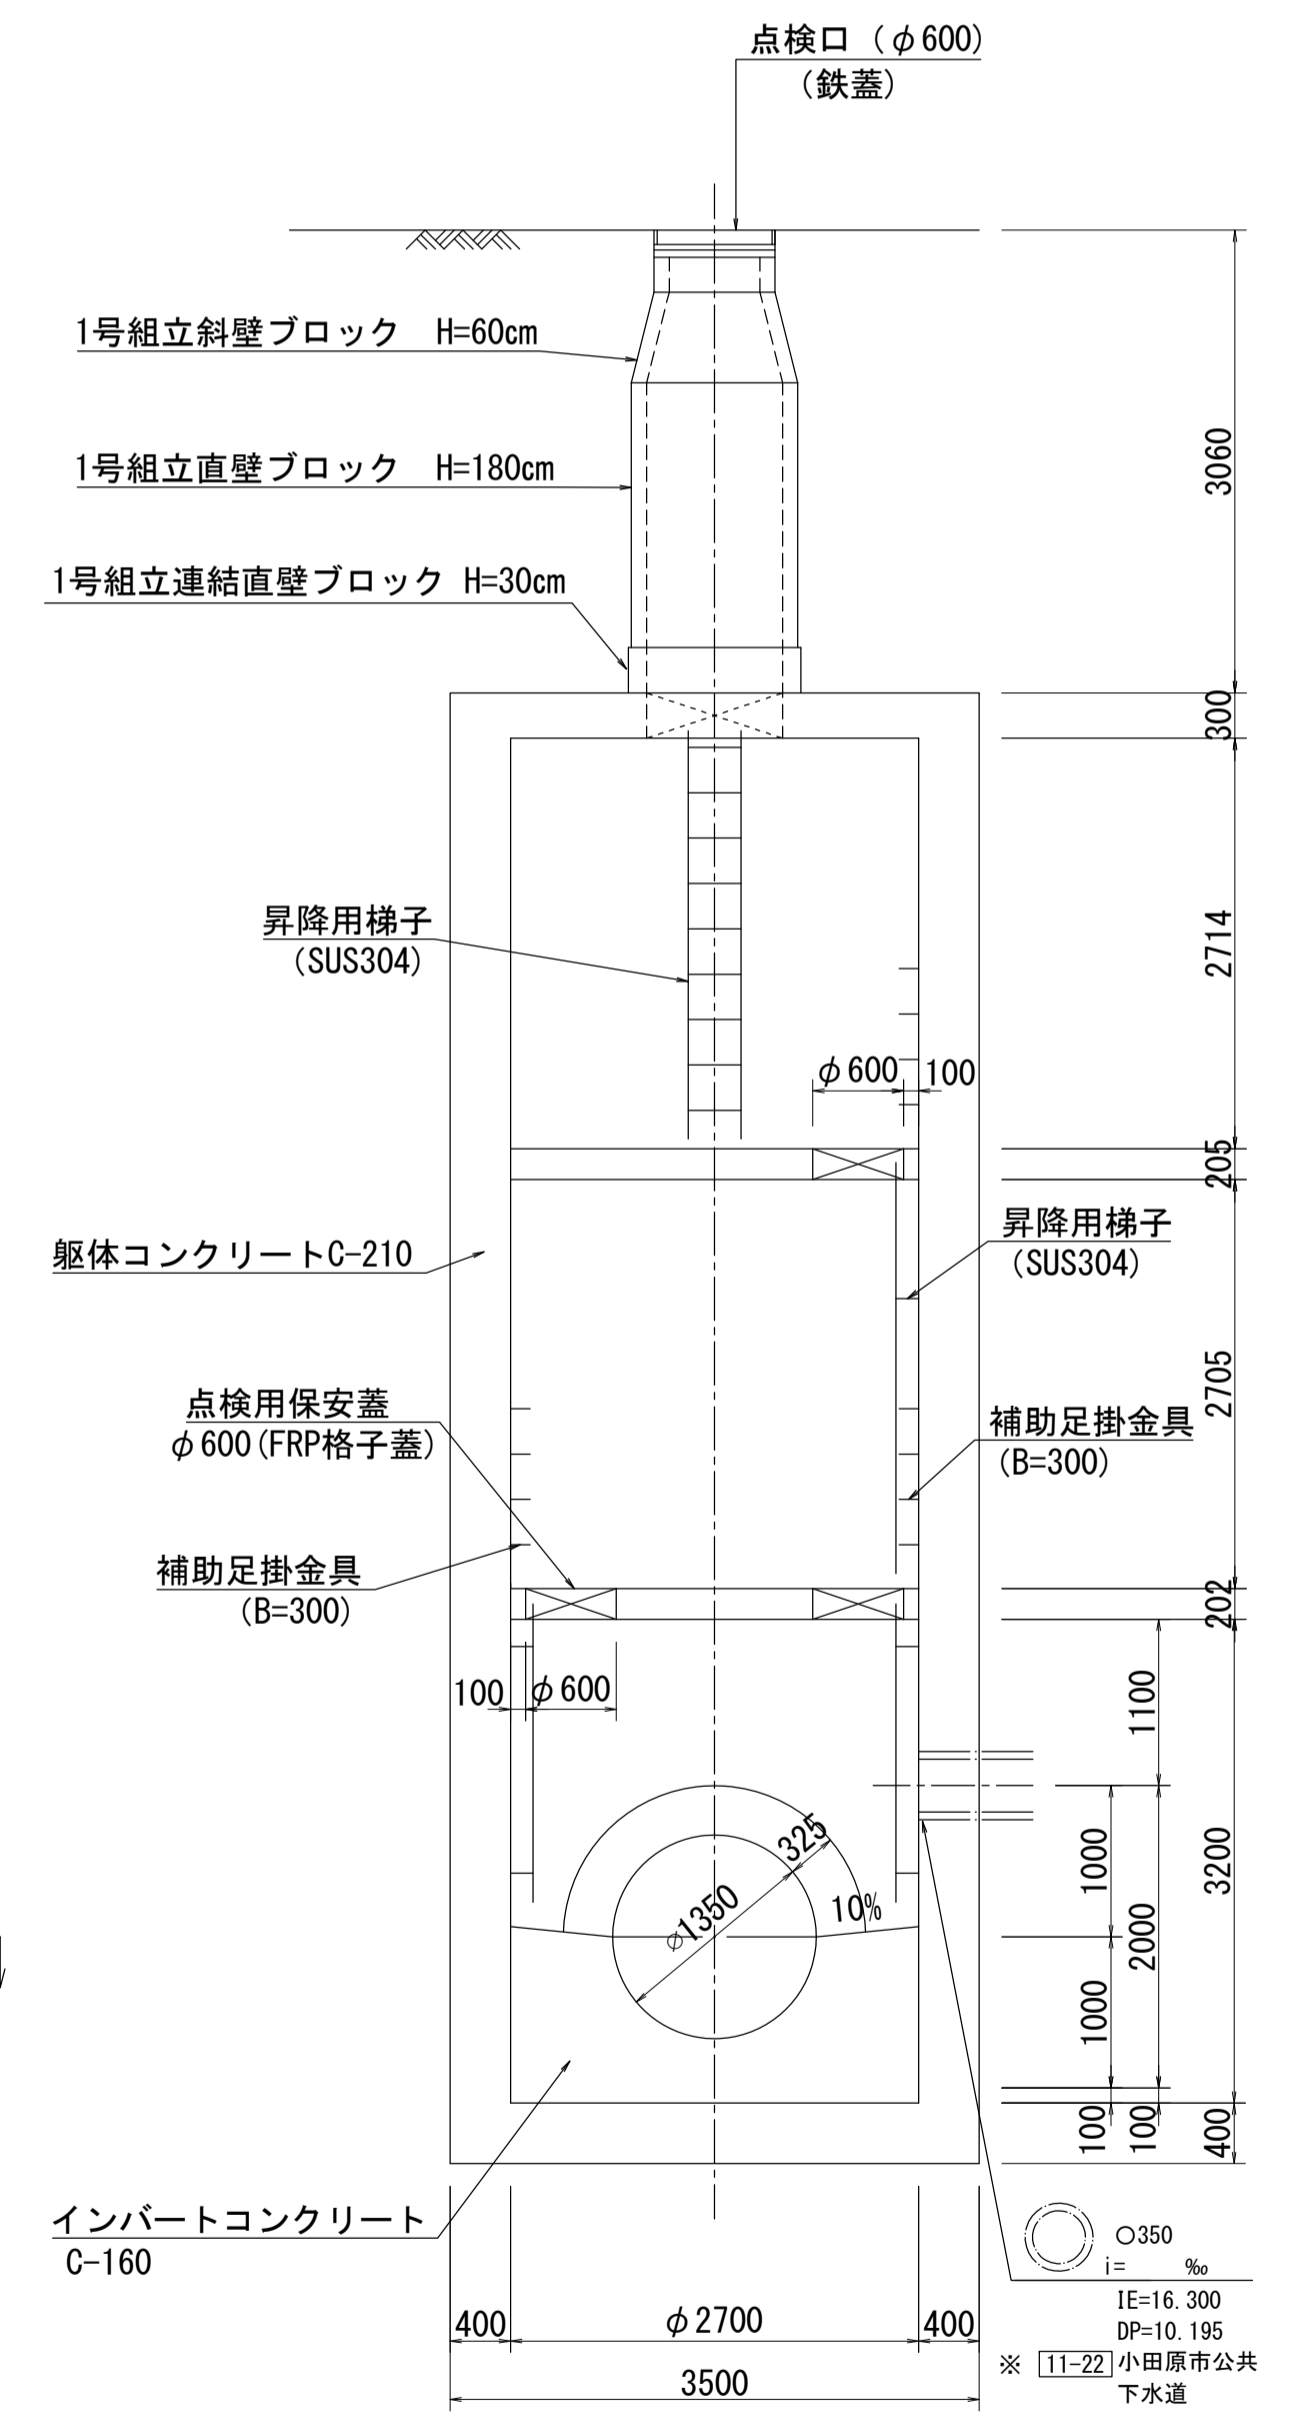 点検口 (φ600)
(鉄蓋)
1号組立斜壁ブロック H=60cm
1号組立直壁ブロック H=180cm
1号組立連結直壁ブロック H=30cm
3060
300
昇降用梯子
(SUS304)
2714
φ600
100
205
躯体コンクリートC-210
昇降用梯子
(SUS304)
2705
点検用保安蓋
φ600(FRP格子蓋)
補助足掛金具
(B=300)
補助足掛金具
(B=300)
202
100
φ600
1100
325
φ1350
10%
1000
2000
3200
1000
100
100
400
インバートコンクリート
C-160
○350
i= ‰
IE=16.300
DP=10.195
※ 11-22 小田原市公共
下水道
400
φ2700
400
3500